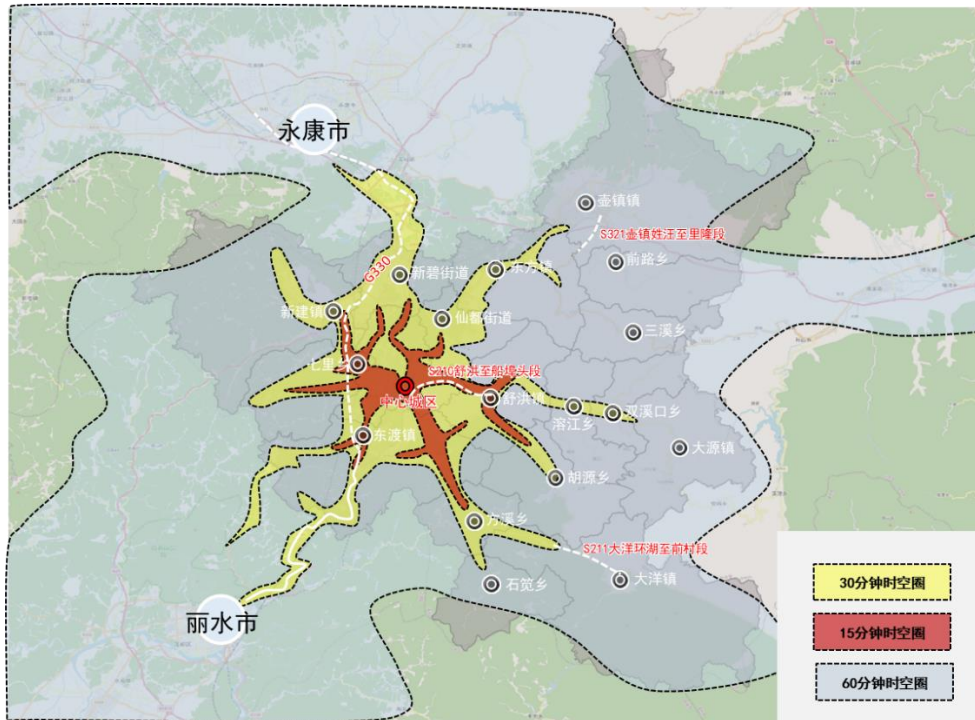 永康市
壶镇镇
S321壶镇姓汪至里隆段
前路乡
东方镇
新碧街道
G330
新建镇
仙都街道
三溪乡
七里乡
S210舒洪至船埠头段
中心城区
舒洪镇
溶江乡
双溪口乡
东渡镇
大源镇
胡源乡
方溪乡
S211大洋环湖至前村段
石笕乡
大洋镇
丽水市
30分钟时空圈
15分钟时空圈
60分钟时空圈